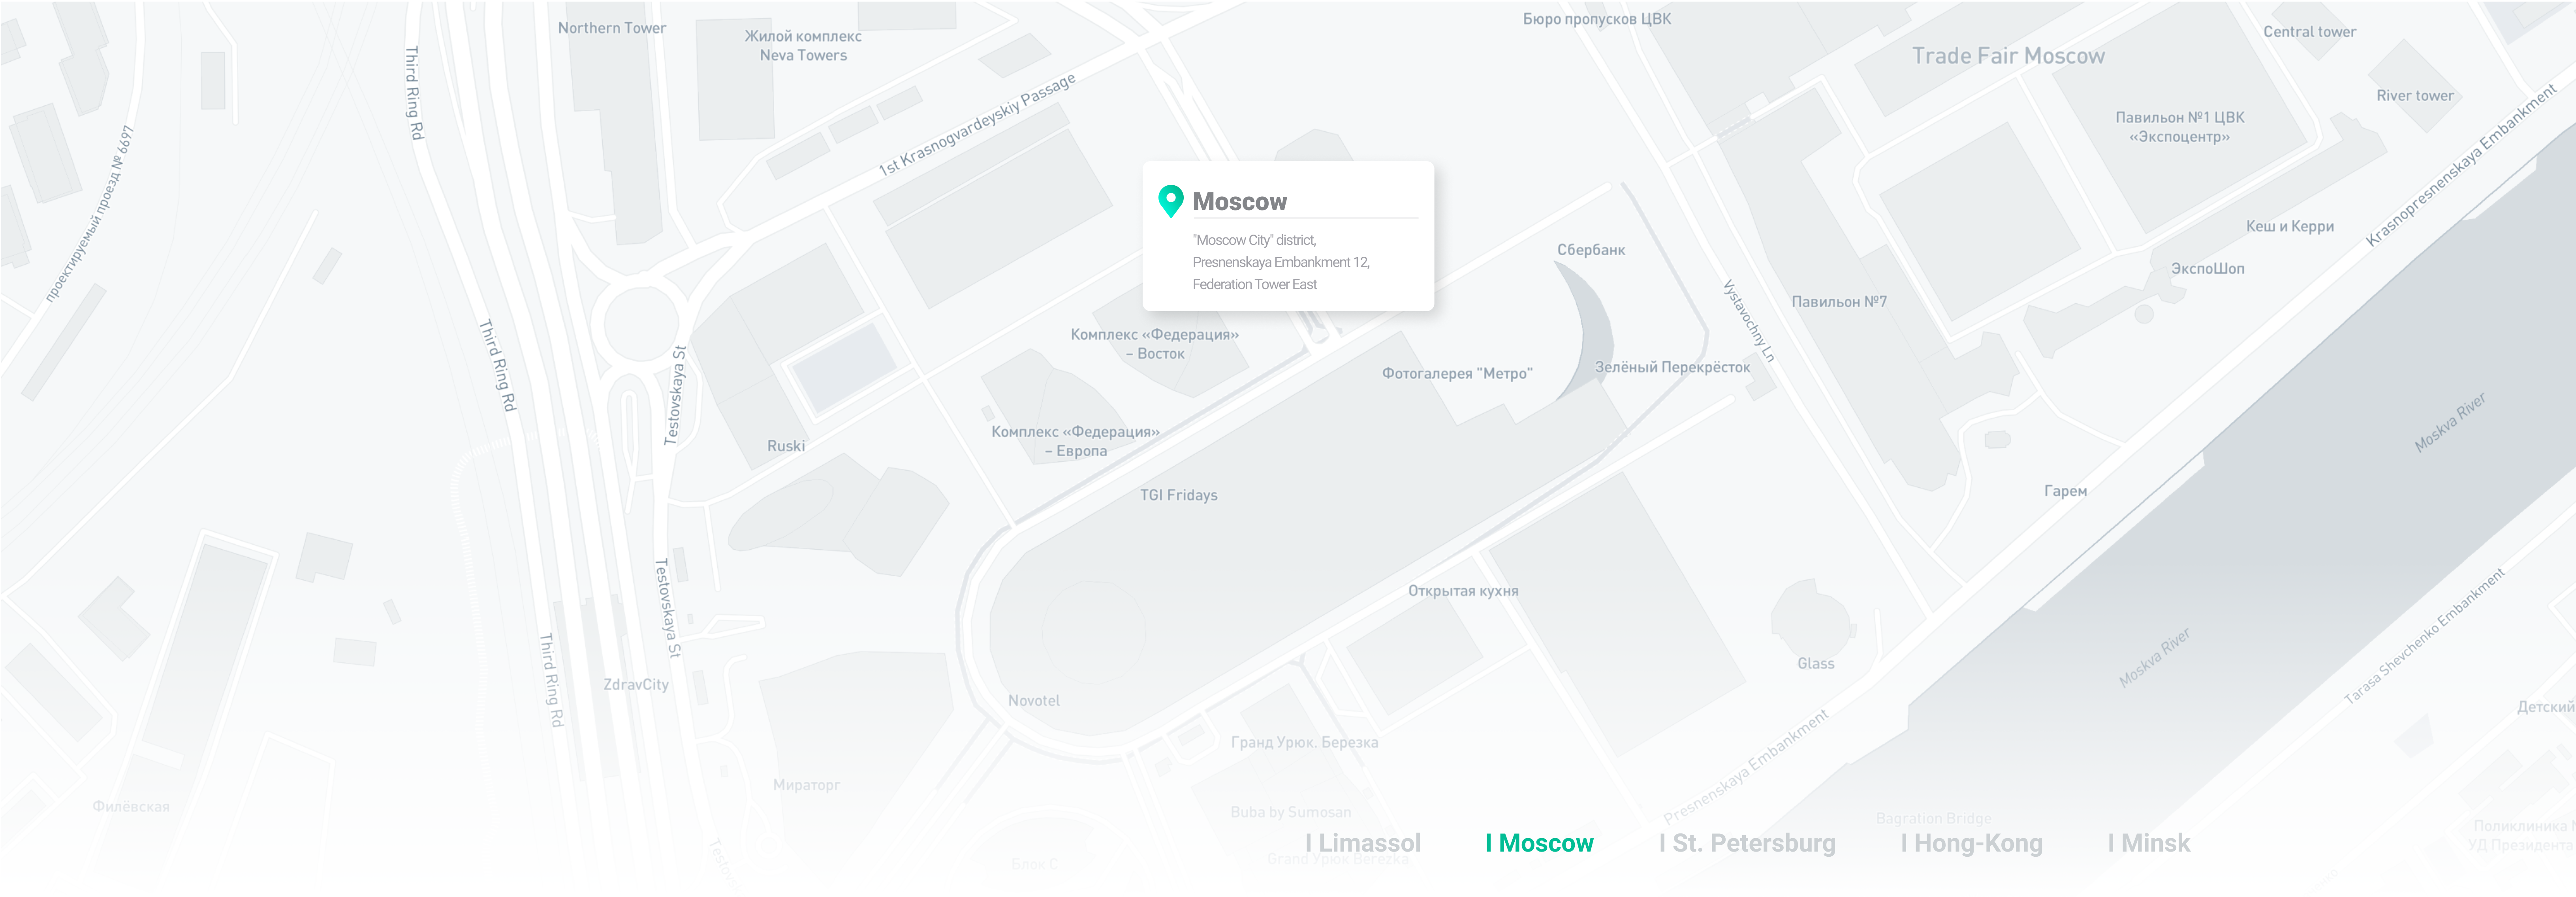 Northern Tower
Жилой комплекс
Neva Towers
Бюро пропусков ЦВК
Trade Fair Moscow
Central tower
River tower
Third Ring Rd
1st Krasnogvardeyskiy Passage
Павильон №1 ЦВК
«Экспоцентр»
Krasnopresnenskaya Embankment
проектируемый проезд № 6697
Moscow
"Moscow City" district,
Presnenskaya Embankment 12,
Federation Tower East
Сбербанк
Кеш и Керри
ЭкспоШоп
Павильон №7
Vystavochny Ln
Third Ring Rd
Testovskaya St
Комплекс «Федерация»
– Восток
Фотогалерея "Метро"
Зелёный Перекрёсток
Ruski
Комплекс «Федерация»
– Европа
Moskva River
TGI Fridays
Гарем
Testovskaya St
Открытая кухня
Tarasa Shevchenko Embankment
Third Ring Rd
Moskva River
Glass
ZdravCity
Novotel
Детский
Гранд Урюк. Березка
Presnenskaya Embankment
Мираторг
Филёвская
Buba by Sumosan
Bagration Bridge
Поликлиника
УД Президента
I Limassol
I Moscow
I St. Petersburg
I Hong-Kong
I Minsk
Блок С
Grand Урюк Berezka